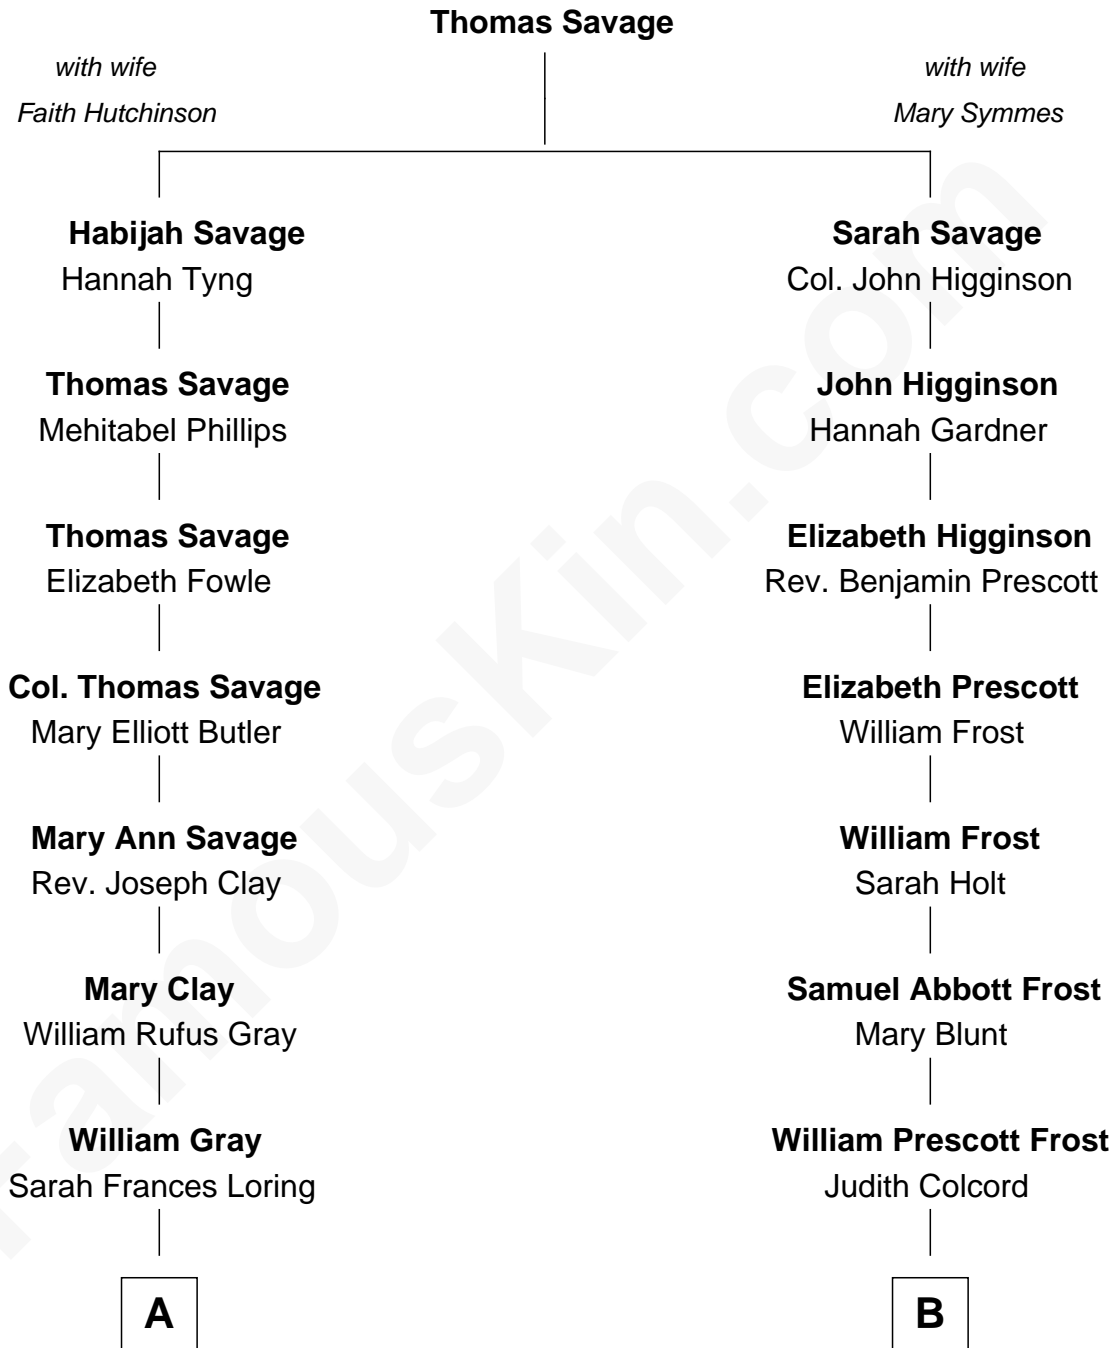 Thomas Savage
with wife
Faith Hutchinson
with wife
Mary Symmes
Habijah Savage
Hannah Tyng
Sarah Savage
Col. John Higginson
Thomas Savage
Mehitabel Phillips
John Higginson
Hannah Gardner
Thomas Savage
Elizabeth Fowle
Elizabeth Higginson
Rev. Benjamin Prescott
Col. Thomas Savage
Mary Elliott Butler
Elizabeth Prescott
William Frost
Mary Ann Savage
Rev. Joseph Clay
William Frost
Sarah Holt
Mary Clay
William Rufus Gray
Samuel Abbott Frost
Mary Blunt
William Gray
Sarah Frances Loring
William Prescott Frost
Judith Colcord
A
B
famouskin.com